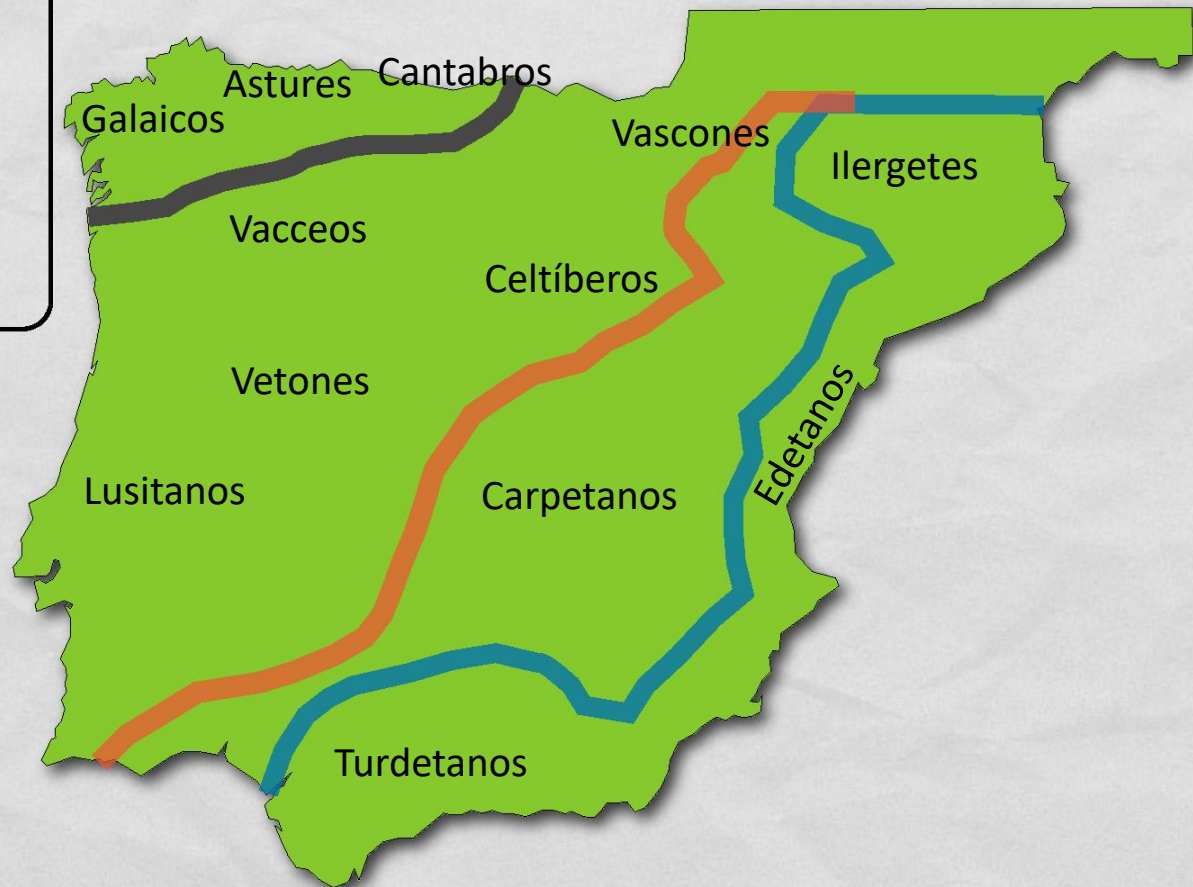 Cantabros
Astures
Galaicos
Vascones
Ilergetes
Vacceos
Celtíberos
Vetones
Edetanos
Lusitanos
Carpetanos
Turdetanos